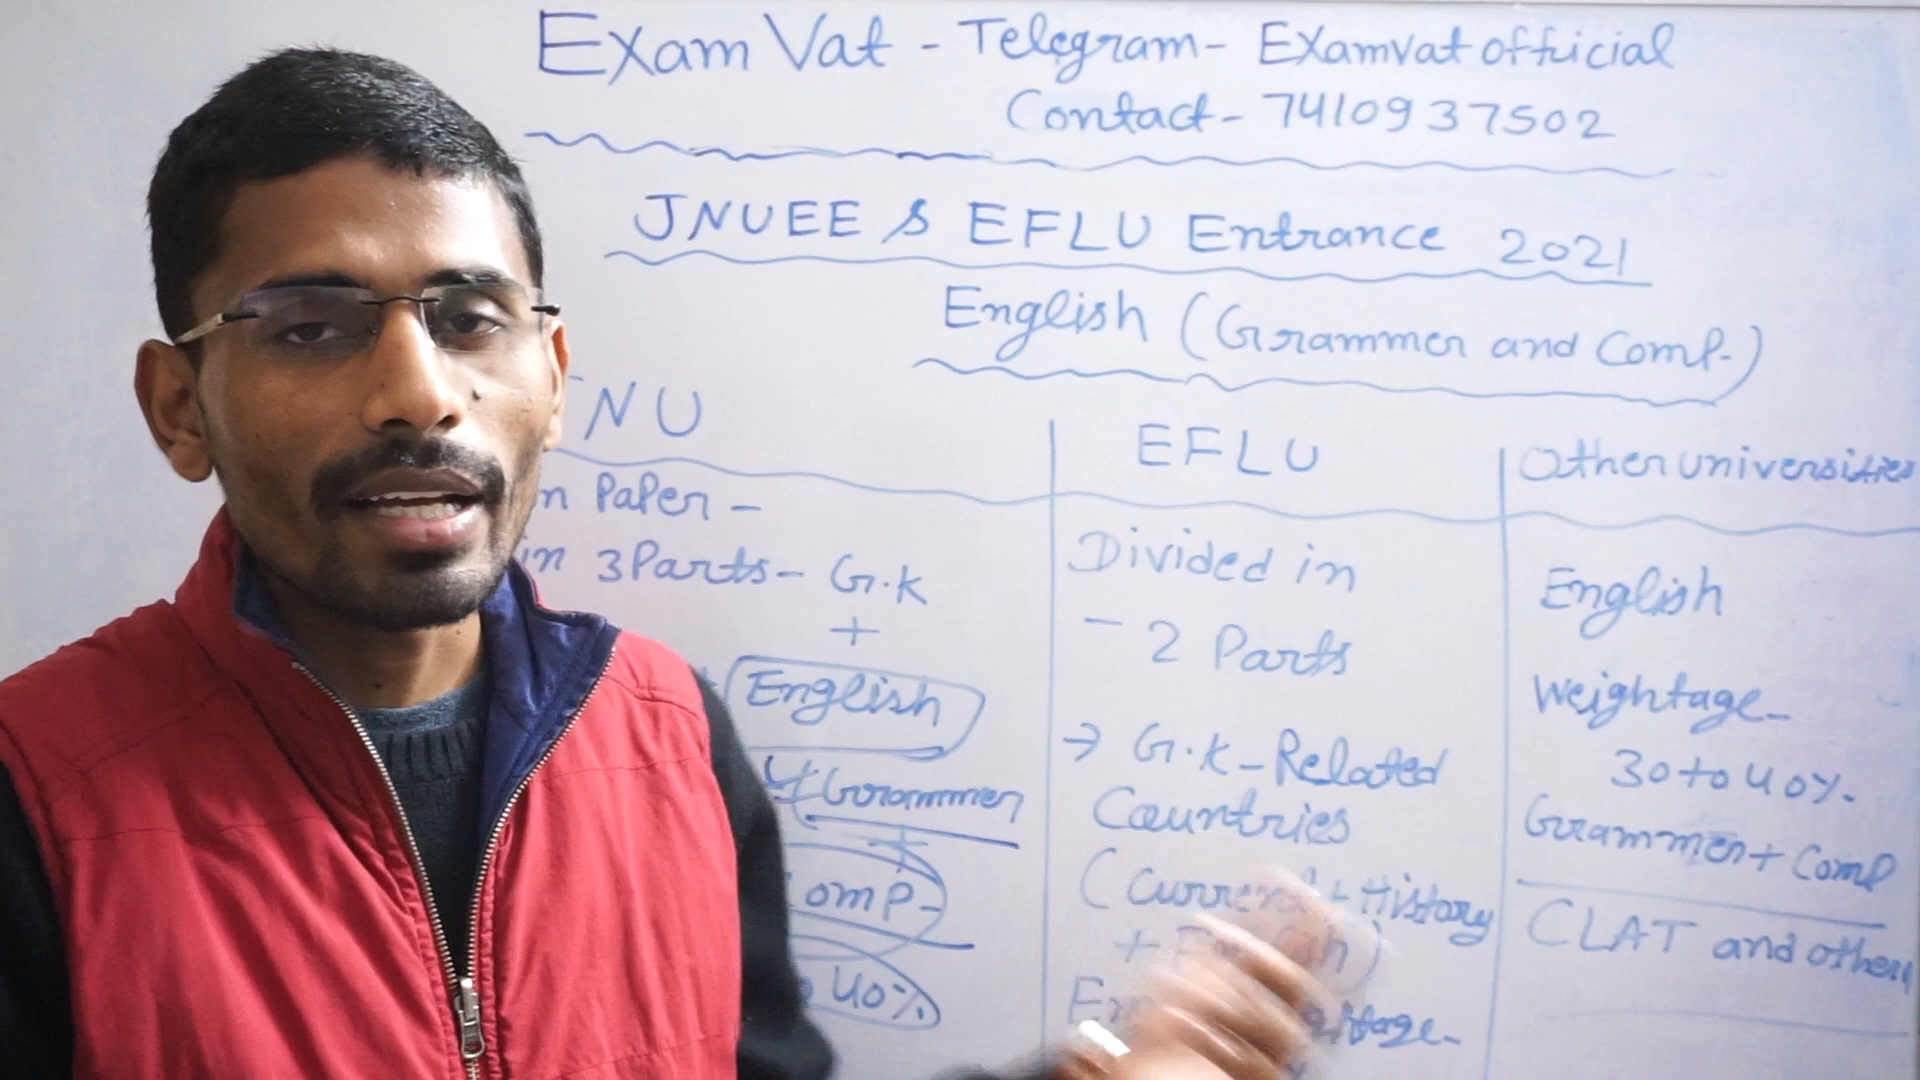 Exam Vat - Telegram - Examvat official
Contact - 7410937502
JNUEE & EFLU Entrance 2021
English (Grammer and Comp.)
NU
EFLU
Other universities
n Paper -
in 3 Parts - G.K
+
English
Grammer
+
omp-
40%
Divided in
- 2 Parts
→ G.K - Related
Countries
(Current + History
+
English
Weightage -
30 to 40%.
Grammer + Comp
CLAT and others